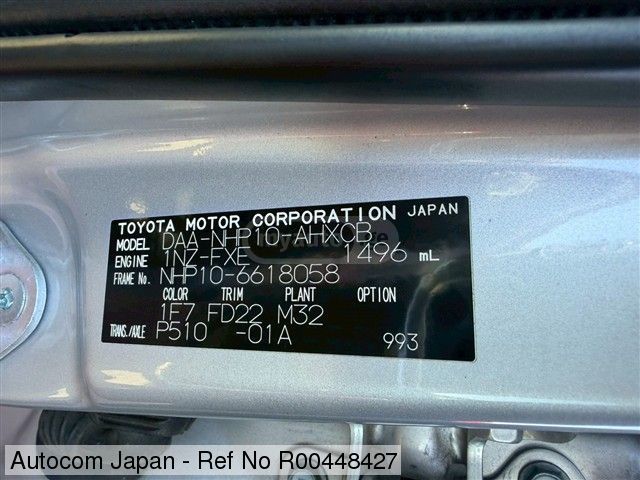 TOYOTA MOTOR CORPORATION JAPAN
MODEL DAA-NHP10-AHXCB
ENGINE 1NZ-FXE 1496 mL
FRAME No. NHP10-6618058
COLOR TRIM PLANT OPTION
1F7 FD22 M32
TRANS./AXLE P510 -01A 993
Autocom Japan - Ref No R00448427